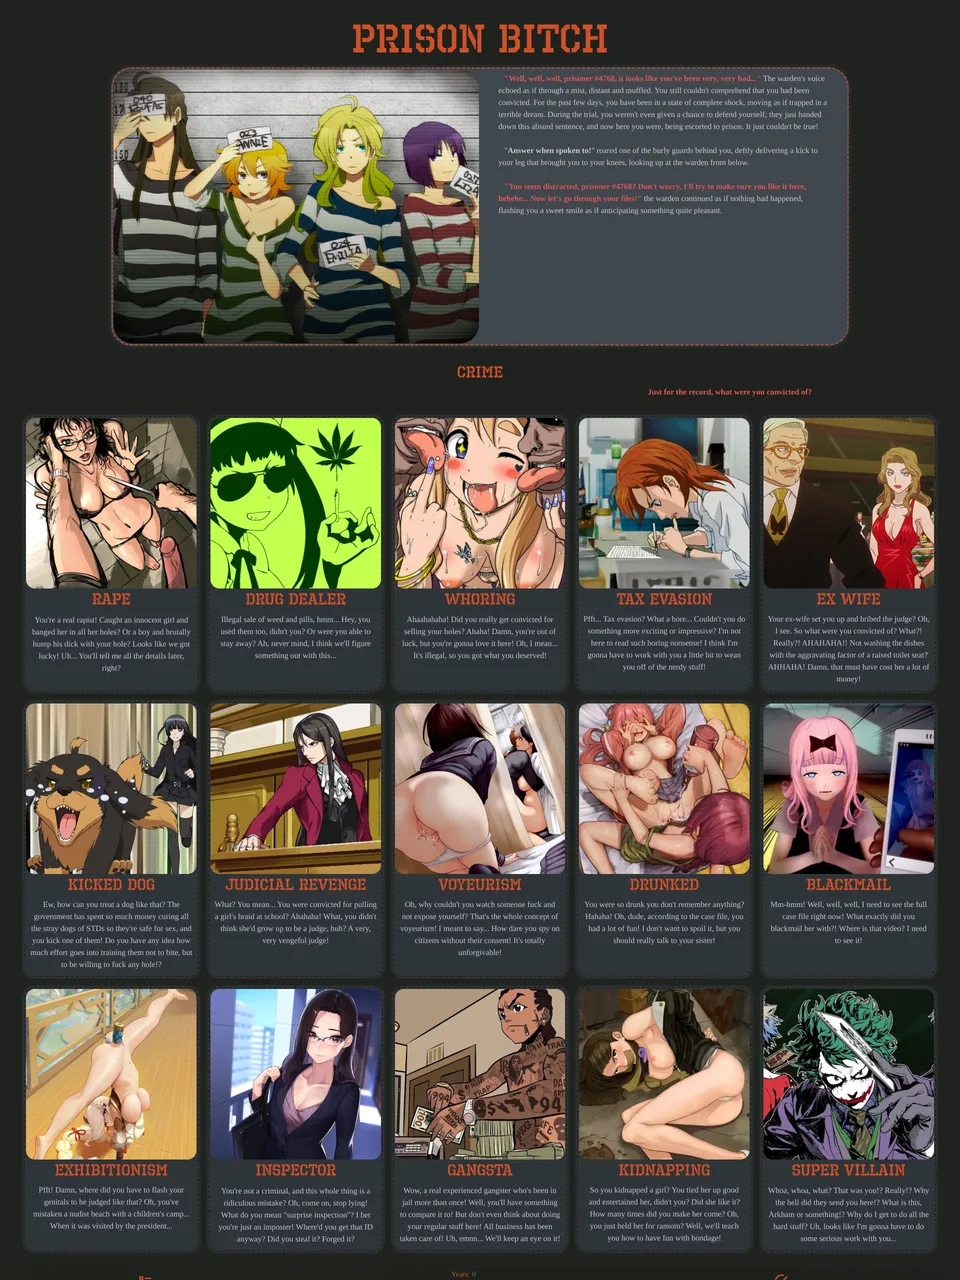 PRISON BITCH
"Well, well, well, prisoner #4768, it looks like you've been very, very bad..." The warden's voice
echoed as if through a mist, distant and muffled. You still couldn't comprehend that you had been
convicted. For the past few days, you have been in a state of complete shock, moving as if trapped in a
terrible dream. During the trial, you weren't even given a chance to defend yourself; they just handed
down this absurd sentence, and now here you were, being escorted to prison. It just couldn't be true!
"Answer when spoken to!" roared one of the burly guards behind you, deftly delivering a kick to
your leg that brought you to your knees, looking up at the warden from below.
"You seem distracted, prisoner #4768? Don't worry, I'll try to make sure you like it here,
hehehe... Now let's go through your files!" the warden continued as if nothing had happened,
flashing you a sweet smile as if anticipating something quite pleasant.
023
ANNIE
024
EMILIA
150
CRIME
Just for the record, what were you convicted of?
RAPE
You're a real rapist! Caught an innocent girl and
banged her in all her holes? Or a boy and brutally
bump his dick with your hole? Looks like we got
lucky! Uh... You'll tell me all the details later,
right?
DRUG DEALER
Illegal sale of weed and pills, hmm... Hey, you
used them too, didn't you? Or were you able to
stay away? Ah, never mind, I think we'll figure
something out with this...
WHORING
Ahaahahaha! Did you really get convicted for
selling your holes? Ahaha! Damn, you're out of
luck, but you're gonna love it here! Oh, I mean...
It's illegal, so you got what you deserved!
TAX EVASION
Pfft... Tax evasion? What a bore... Couldn't you do
something more exciting or impressive? I'm not
here to read such boring nonsense! I think I'm
gonna have to work with you a little bit to wean
you off of the nerdy stuff!
EX WIFE
Your ex-wife set you up and bribed the judge? Oh,
I see. So what were you convicted of? What?!
Really?! AHAHAHA!! Not washing the dishes
with the aggravating factor of a raised toilet seat?
AHHAHA! Damn, that must have cost her a lot of
money!
KICKED DOG
Ew, how can you treat a dog like that? The
government has spent so much money curing all
the stray dogs of STDs so they're safe for sex, and
you kick one of them! Do you have any idea how
much effort goes into training them not to bite, but
to be willing to fuck any hole!?
JUDICIAL REVENGE
What? You mean... You were convicted for pulling
a girl's braid at school? Ahahaha! What, you didn't
think she'd grow up to be a judge, huh? A very,
very vengeful judge!
VOYEURISM
Oh, why couldn't you watch someone fuck and
not expose yourself? That's the whole concept of
voyeurism! I meant to say... How dare you spy on
citizens without their consent! It's totally
unforgivable!
DRUNKED
You were so drunk you don't remember anything?
Hahaha! Oh, dude, according to the case file, you
had a lot of fun! I don't want to spoil it, but you
should really talk to your sister!
BLACKMAIL
Mm-hmm! Well, well, well, I need to see the full
case file right now! What exactly did you
blackmail her with?! Where is that video? I need
to see it!
EXHIBITIONISM
Pfft! Damn, where did you have to flash your
genitals to be judged like that? Oh, you've
mistaken a nudist beach with a children's camp...
When it was visited by the president...
INSPECTOR
You're not a criminal, and this whole thing is a
ridiculous mistake? Oh, come on, stop lying!
What do you mean "surprise inspection"? I bet
you're just an imposter! Where'd you get that ID
anyway? Did you steal it? Forged it?
GANGSTA
Wow, a real experienced gangster who's been in
jail more than once! Well, you'll have something
to compare it to! But don't even think about doing
your regular stuff here! All business has been
taken care of! Uh, emnn... We'll keep an eye on it!
KIDNAPPING
So you kidnapped a girl? You tied her up good
and entertained her, didn't you? Did she like it?
How many times did you make her come? Oh,
you just held her for ransom? Well, we'll teach
you how to have fun with bondage!
SUPER VILLAIN
Whoa, whoa, what? That was you!? Really!? Why
the hell did they send you here!? What is this,
Arkham or something!? Why do I get to do all the
hard stuff? Uh, looks like I'm gonna have to do
some serious work with you...
Years: 0